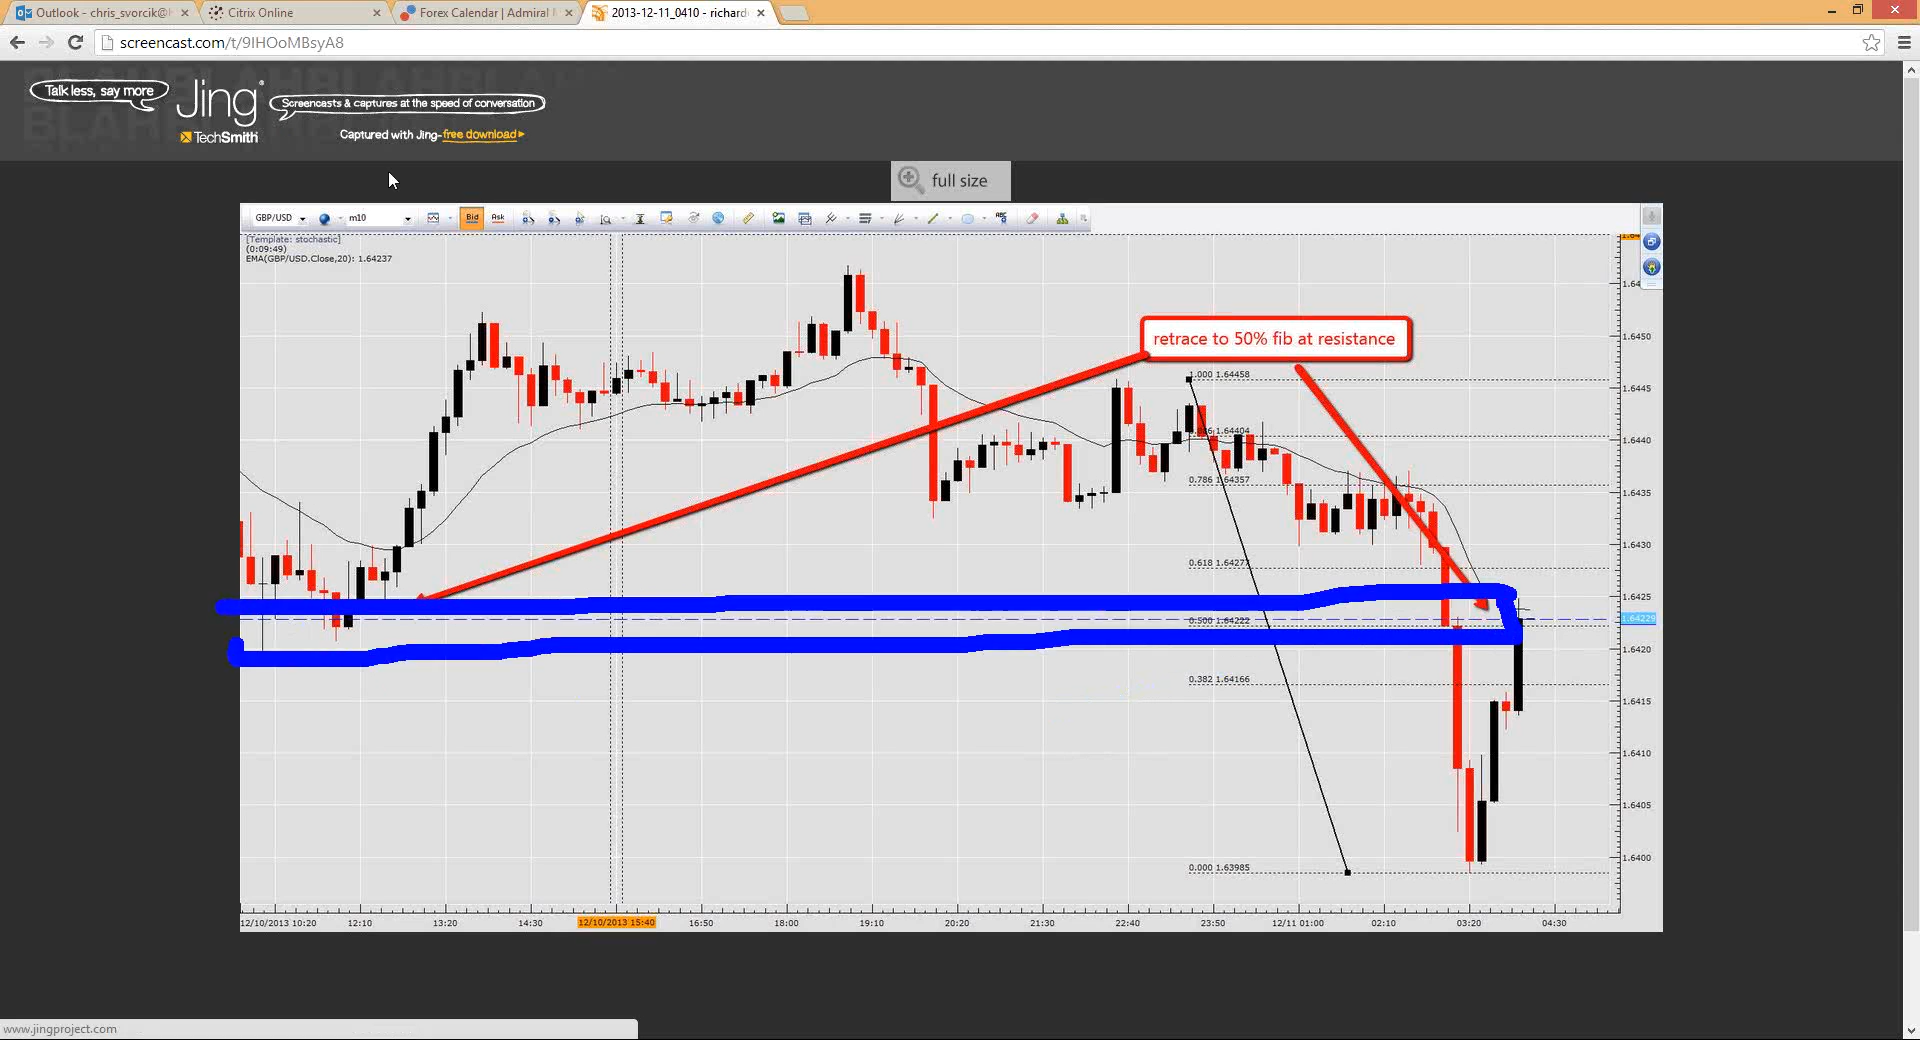 Outlook - chris_svorcik@
Citrix Online
Forex Calendar | Admiral
2013-12-11_0410 - richard
screencast.com/t/9IHOoMBsyA8
Talk less, say more
Jing
Screencasts & captures at the speed of conversation
TechSmith
Captured with Jing-free download
full size
GBP/USD
m10
Bid
Ask
[Template: stochastic]
(0:09:49)
EMA(GBP/USD.Close,20): 1.64237
retrace to 50% fib at resistance
1.000 1.64458
1.64404
0.786 1.64357
0.618 1.64277
0.500 1.64222
0.382 1.64166
0.000 1.63985
1.6450
1.6445
1.6440
1.6435
1.6430
1.6425
1.64229
1.6420
1.6415
1.6410
1.6405
1.6400
12/10/2013 10:20
12:10
13:20
14:30
12/10/2013 15:40
16:50
18:00
19:10
20:20
21:30
22:40
23:50
12/11 01:00
02:10
03:20
04:30
www.jingproject.com